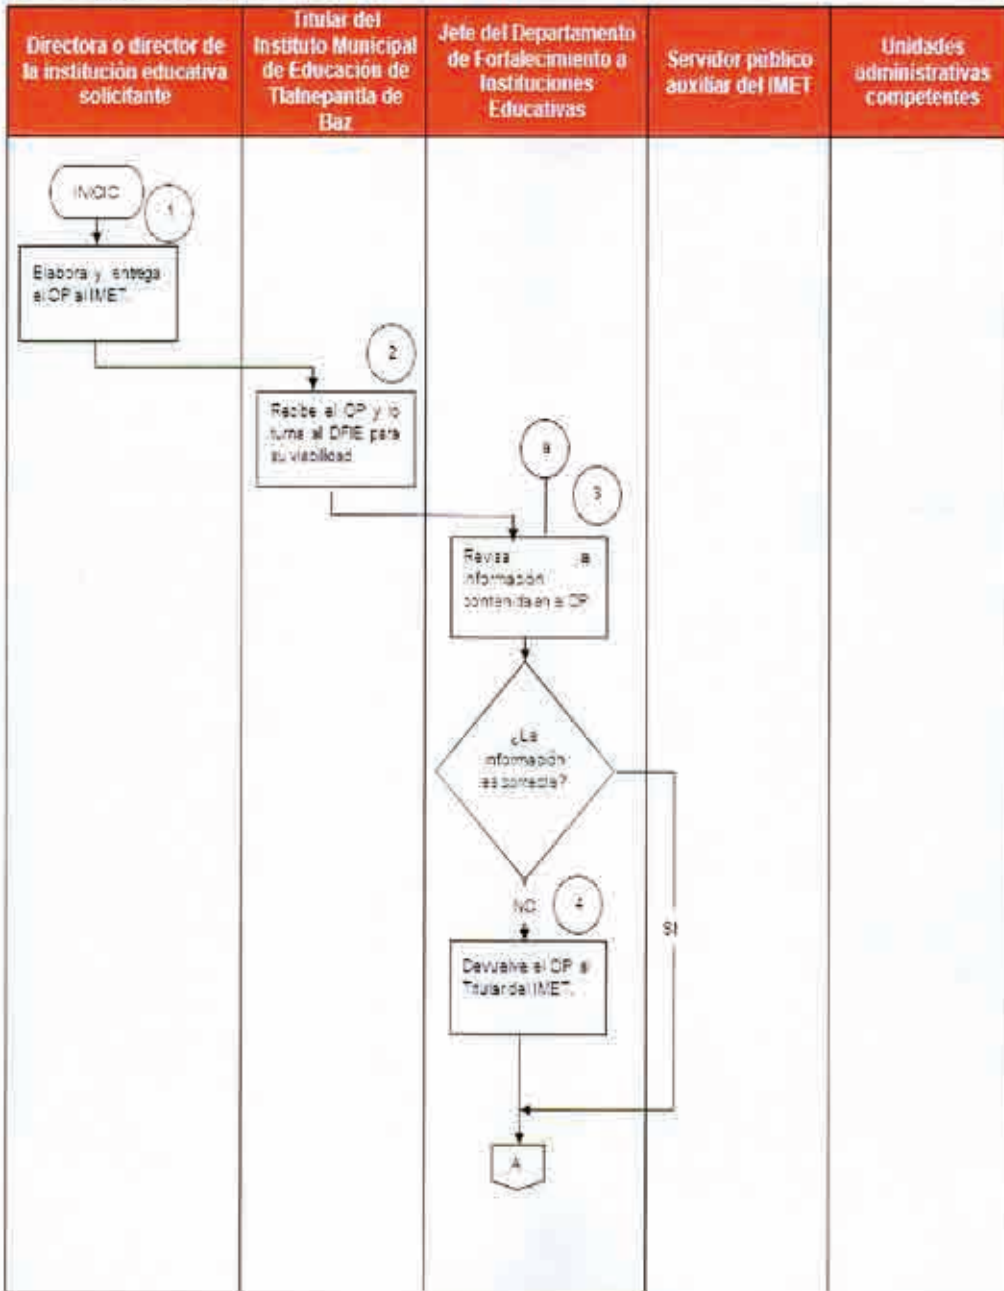 Directora o director de
la institución educativa
solicitante
Titular del
Instituto Municipal
de Educación de
Tlalnepantla de
Baz
Jefe del Departamento
de Fortalecimiento a
Instituciones
Educativas
Servidor público
auxiliar del IMET
Unidades
administrativas
competentes
INICIO
1
Elabora y entrega
el OP al IMET.
2
Recibe el OP y lo
turna al DFIE para
su viabilidad
3
Revisa la
información
contenida en el OP
¿La
información
es correcta?
NO
4
SI
Devuelve el OP al
Titular del IMET.
A